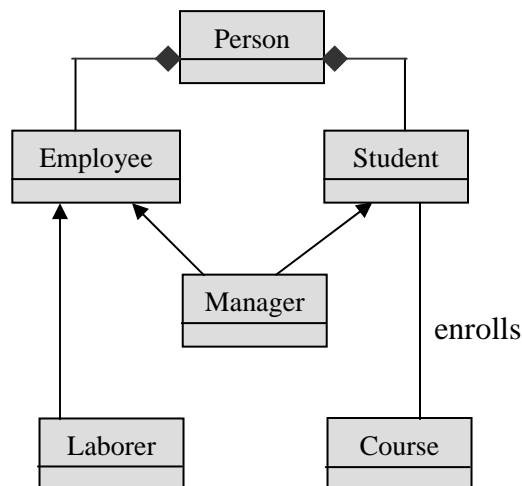 Person
Employee
Student
Manager
enrolls
Laborer
Course